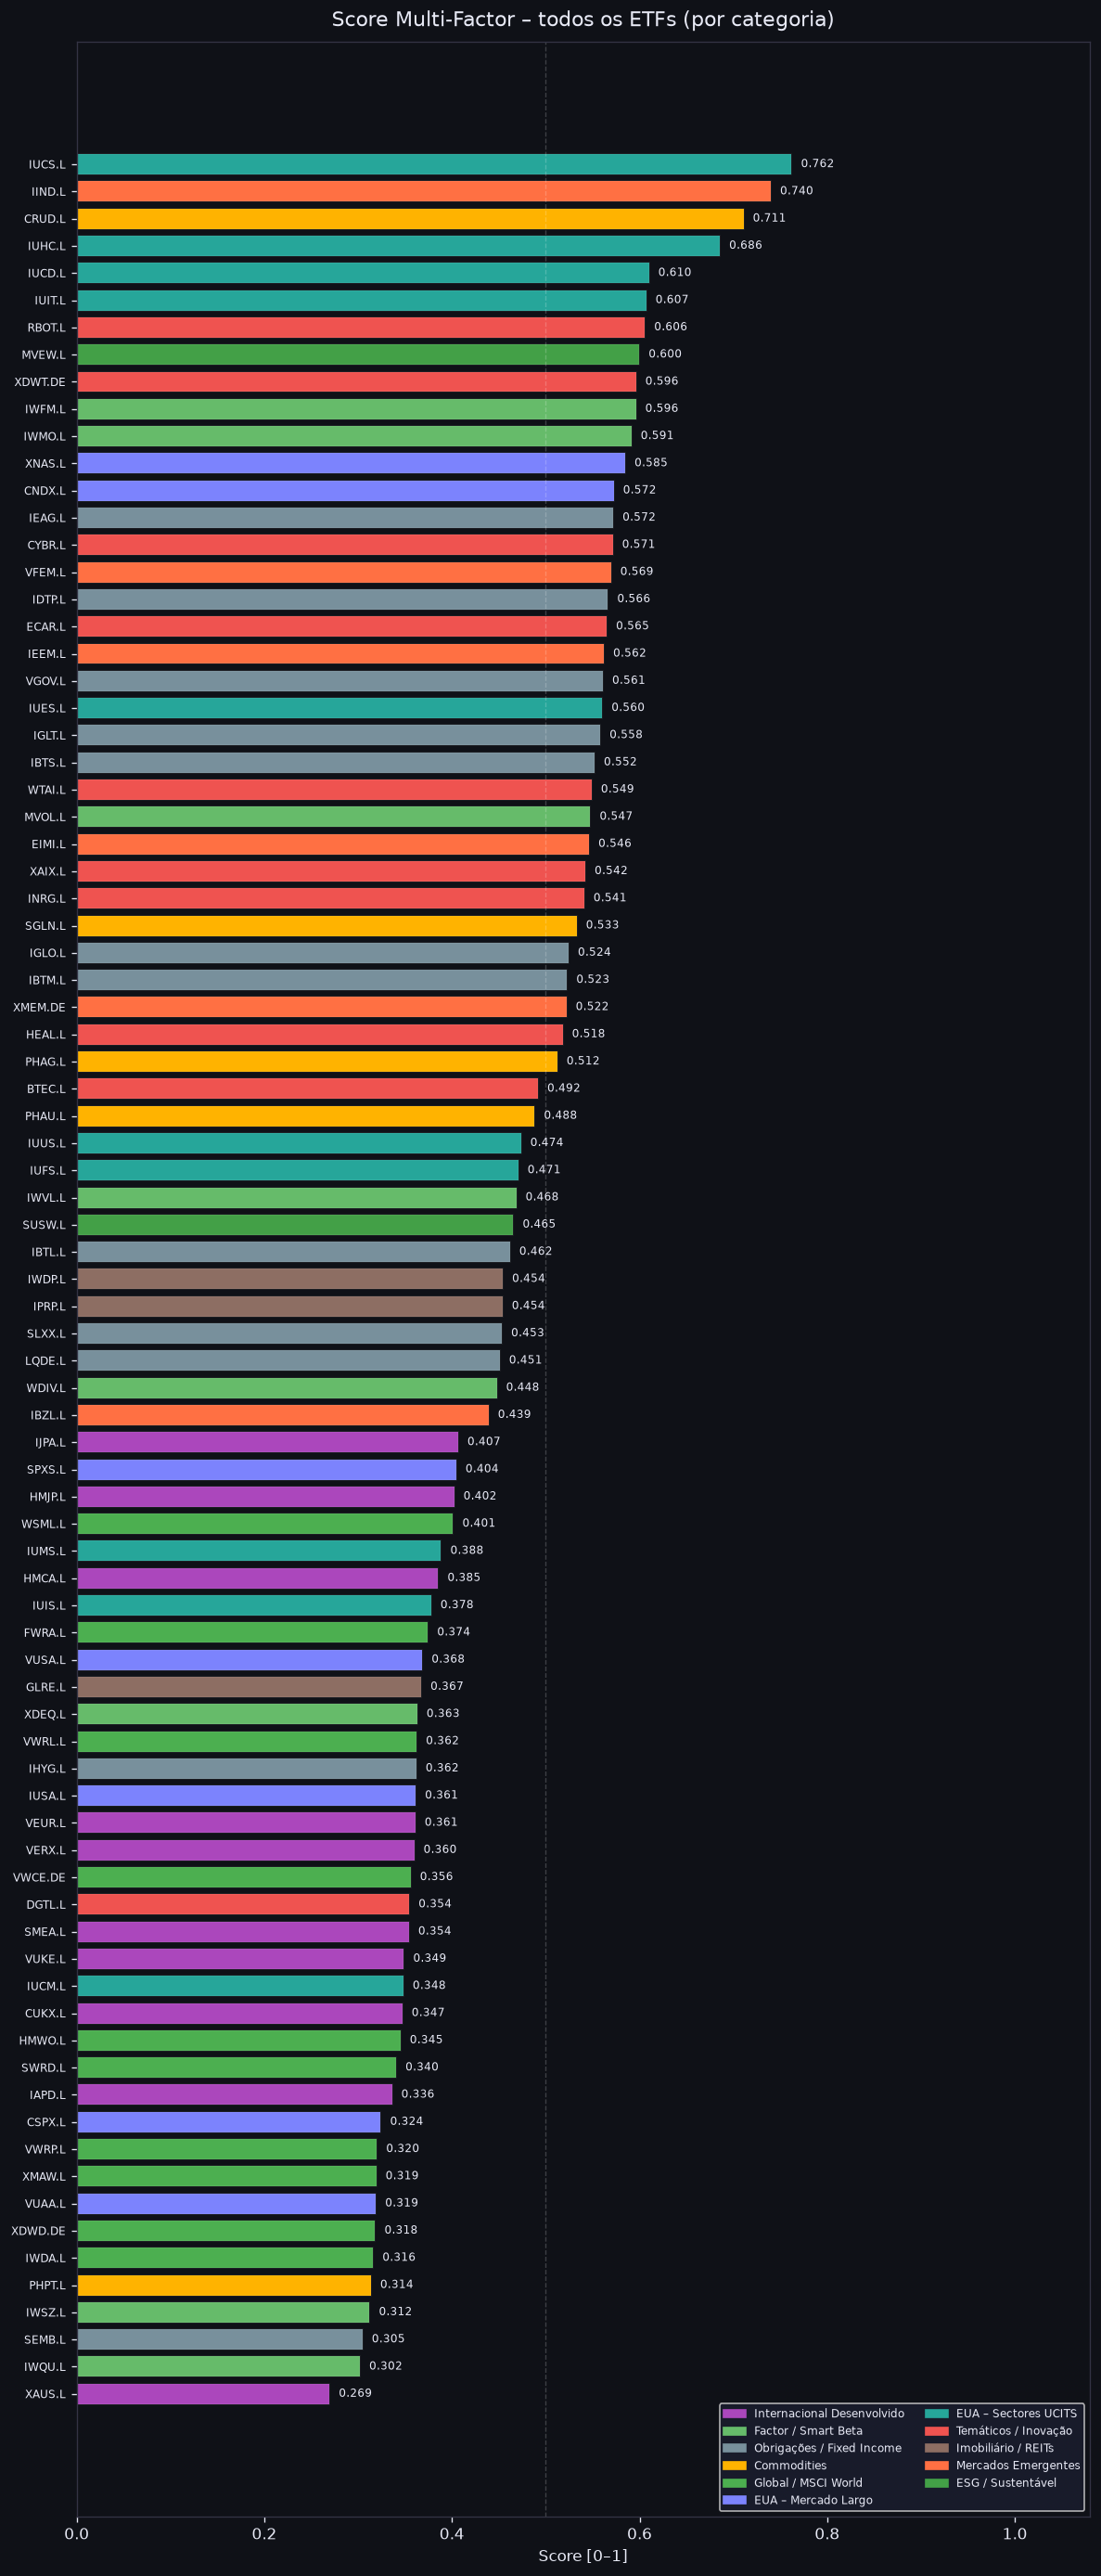 Score Multi-Factor – todos os ETFs (por categoria)
IUCS.L 0.762
IIND.L 0.740
CRUD.L 0.711
IUHC.L 0.686
IUCD.L 0.610
IUIT.L 0.607
RBOT.L 0.606
MVEW.L 0.600
XDWT.DE 0.596
IWFM.L 0.596
IWMO.L 0.591
XNAS.L 0.585
CNDX.L 0.572
IEAG.L 0.572
CYBR.L 0.571
VFEM.L 0.569
IDTP.L 0.566
ECAR.L 0.565
IEEM.L 0.562
VGOV.L 0.561
IUES.L 0.560
IGLT.L 0.558
IBTS.L 0.552
WTAI.L 0.549
MVOL.L 0.547
EIMI.L 0.546
XAIX.L 0.542
INRG.L 0.541
SGLN.L 0.533
IGLO.L 0.524
IBTM.L 0.523
XMEM.DE 0.522
HEAL.L 0.518
PHAG.L 0.512
BTEC.L 0.492
PHAU.L 0.488
IUUS.L 0.474
IUFS.L 0.471
IWVL.L 0.468
SUSW.L 0.465
IBTL.L 0.462
IWDP.L 0.454
IPRP.L 0.454
SLXX.L 0.453
LQDE.L 0.451
WDIV.L 0.448
IBZL.L 0.439
IJPA.L 0.407
SPXS.L 0.404
HMJP.L 0.402
WSML.L 0.401
IUMS.L 0.388
HMCA.L 0.385
IUIS.L 0.378
FWRA.L 0.374
VUSA.L 0.368
GLRE.L 0.367
XDEQ.L 0.363
VWRL.L 0.362
IHYG.L 0.362
IUSA.L 0.361
VEUR.L 0.361
VERX.L 0.360
VWCE.DE 0.356
DGTL.L 0.354
SMEA.L 0.354
VUKE.L 0.349
IUCM.L 0.348
CUKX.L 0.347
HMWO.L 0.345
SWRD.L 0.340
IAPD.L 0.336
CSPX.L 0.324
VWRP.L 0.320
XMAW.L 0.319
VUAA.L 0.319
XDWD.DE 0.318
IWDA.L 0.316
PHPT.L 0.314
IWSZ.L 0.312
SEMB.L 0.305
IWQU.L 0.302
XAUS.L 0.269
Internacional Desenvolvido
Factor / Smart Beta
Obrigações / Fixed Income
Commodities
Global / MSCI World
EUA – Mercado Largo
EUA – Sectores UCITS
Temáticos / Inovação
Imobiliário / REITs
Mercados Emergentes
ESG / Sustentável
0.0 0.2 0.4 0.6 0.8 1.0
Score [0–1]